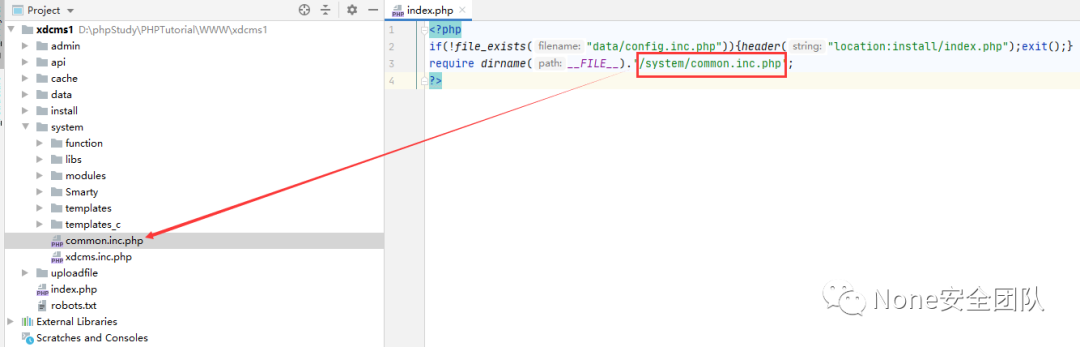 Project
xdcms1 D:\phpStudy\PHPTutorial\WWW\xdcms1
admin
api
cache
data
install
system
function
libs
modules
Smarty
templates
templates_c
common.inc.php
xdcms.inc.php
uploadfile
index.php
robots.txt
External Libraries
Scratches and Consoles
index.php
1 <?php
2 if(!file_exists( filename: "data/config.inc.php")){header( string: "location:install/index.php");exit();}
3 require dirname( path: __FILE__)."/system/common.inc.php";
4 ?>
None安全团队